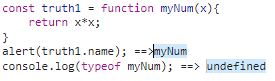 const truth1 = function myNum(x){
return x*x;
}
alert(truth1.name); ==>myNum
console.log(typeof myNum); ==> undefined